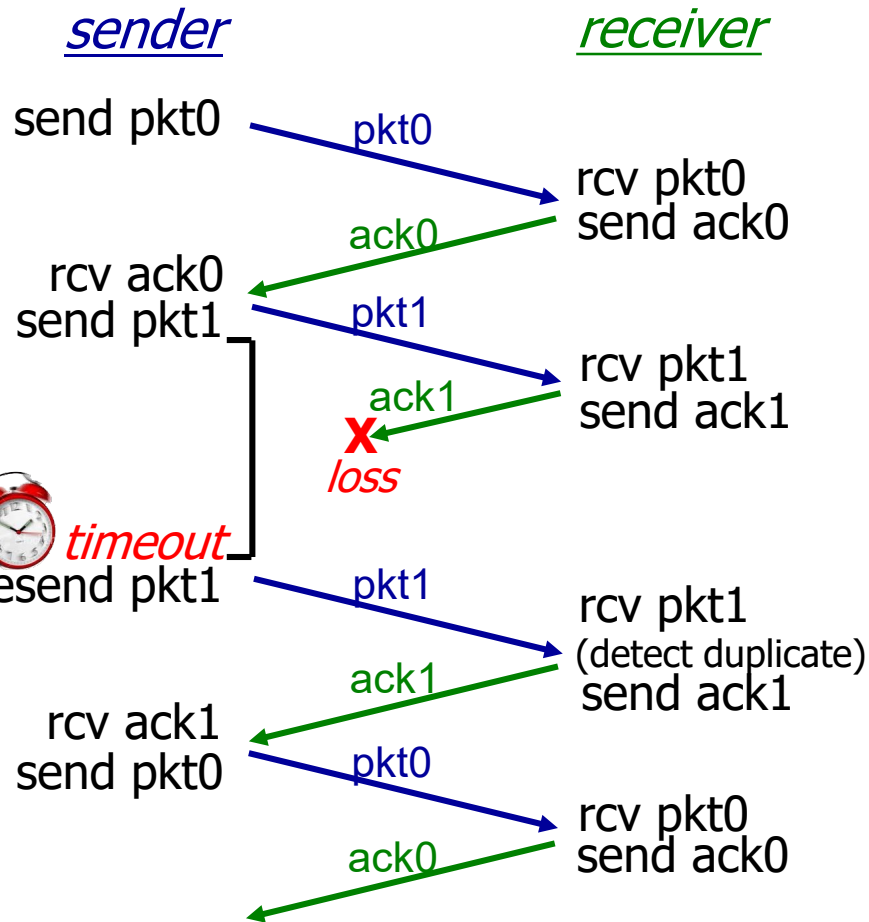 sender
receiver
send pkt0
pkt0
rcv pkt0
send ack0
ack0
rcv ack0
send pkt1
pkt1
rcv pkt1
send ack1
ack1
X
loss
timeout
esend pkt1
pkt1
rcv pkt1
(detect duplicate)
send ack1
ack1
rcv ack1
send pkt0
pkt0
rcv pkt0
send ack0
ack0